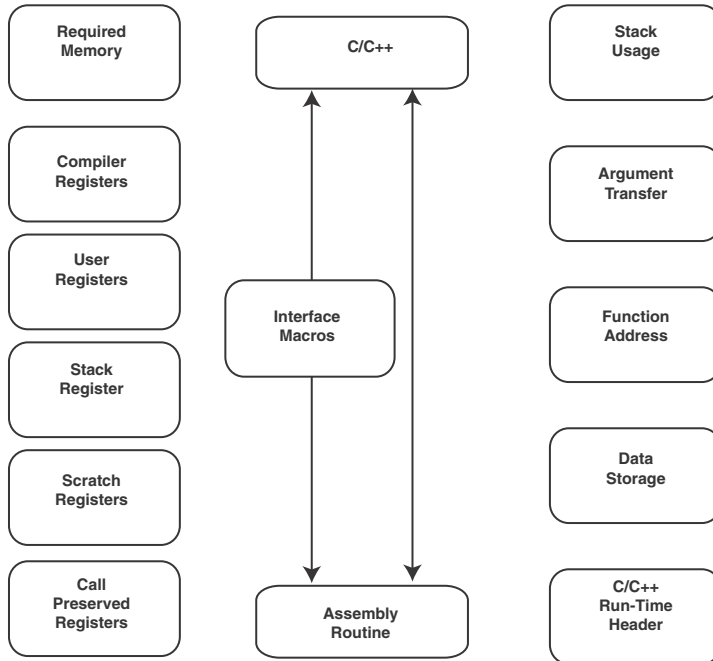 Required
Memory
Compiler
Registers
User
Registers
Stack
Register
Scratch
Registers
Call
Preserved
Registers
C/C++
Interface
Macros
Assembly
Routine
Stack
Usage
Argument
Transfer
Function
Address
Data
Storage
C/C++
Run-Time
Header